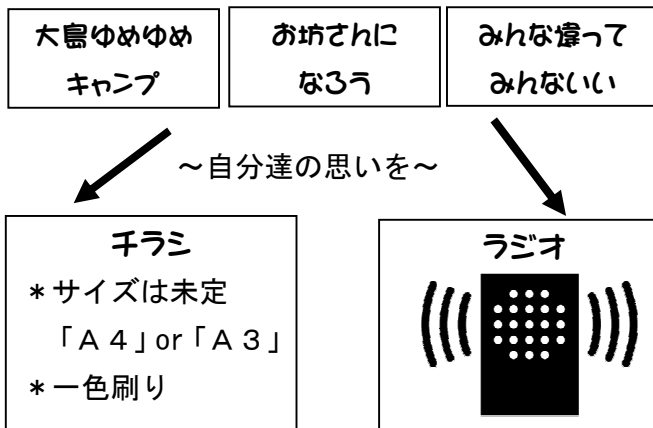 大島ゆめゆめ
キャンプ
お坊さんに
なろう
みんな違って
みんないい
～自分達の思いを～
チラシ
＊サイズは未定
「Ａ４」or「Ａ３」
＊一色刷り
ラジオ